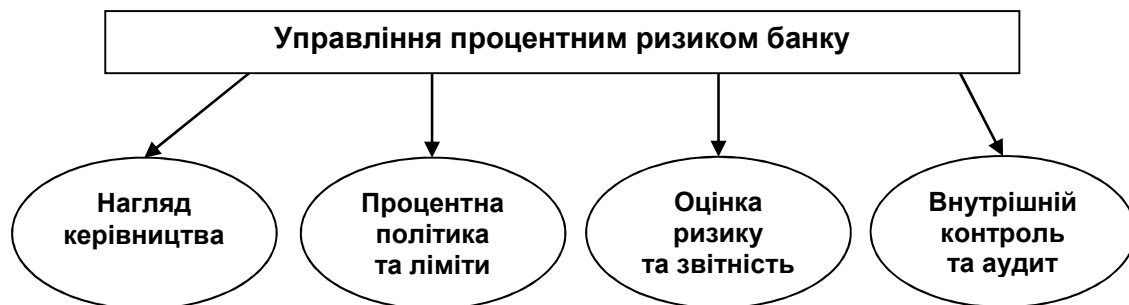 Управління процентним ризиком банку
Нагляд
керівництва
Процентна
політика
та ліміти
Оцінка
ризику
та звітність
Внутрішній
контроль
та аудит